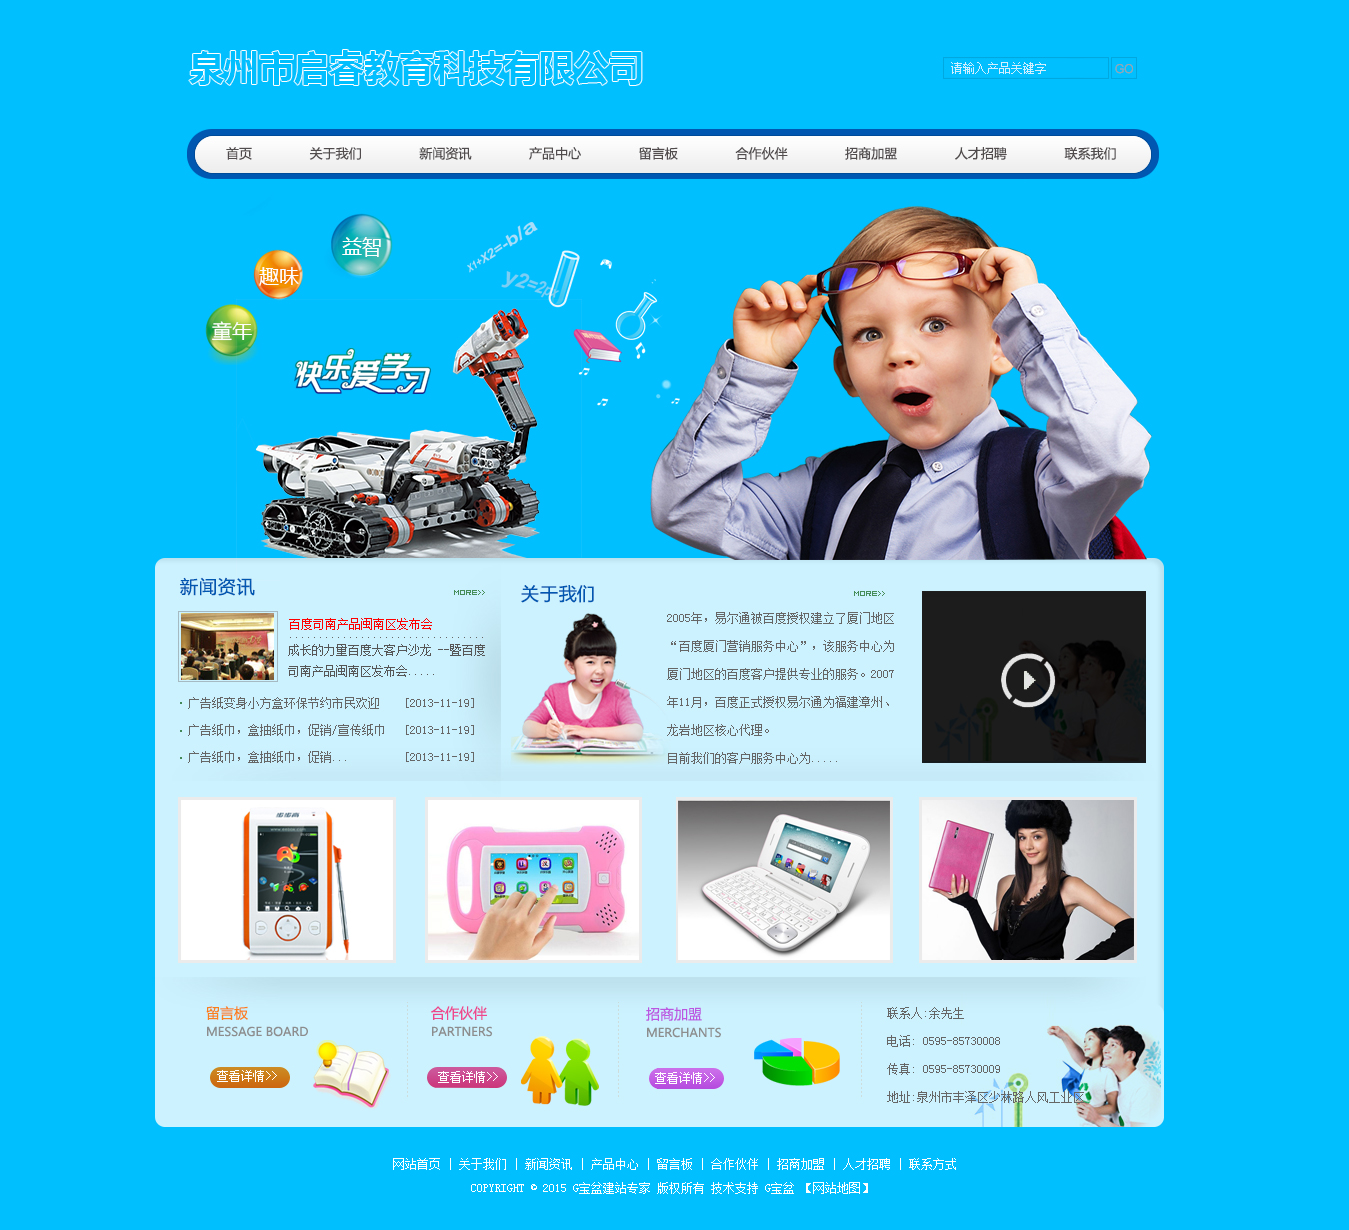 泉州市启睿教育科技有限公司
请输入产品关键字 GO
首页 关于我们 新闻资讯 产品中心 留言板 合作伙伴 招商加盟 人才招聘 联系我们
益智
趣味
童年
快乐爱学习
x1+x2=-b/a
新闻资讯
MORE>>
百度司南产品闽南区发布会
成长的力量百度大客户沙龙 --暨百度
司南产品闽南区发布会.....
· 广告纸变身小方盒环保节约市民欢迎 [2013-11-19]
· 广告纸巾，盒抽纸巾，促销/宣传纸巾 [2013-11-19]
· 广告纸巾，盒抽纸巾，促销... [2013-11-19]
关于我们
MORE>>
2005年，易尔通被百度授权建立了厦门地区
“百度厦门营销服务中心”，该服务中心为
厦门地区的百度客户提供专业的服务。2007
年11月，百度正式授权易尔通为福建漳州、
龙岩地区核心代理。
目前我们的客户服务中心为.....
步步高
留言板
MESSAGE BOARD
查看详情>>
合作伙伴
PARTNERS
查看详情>>
招商加盟
MERCHANTS
查看详情>>
联系人:余先生
电话: 0595-85730008
传真: 0595-85730009
地址:泉州市丰泽区少林路人风工业区
网站首页 | 关于我们 | 新闻资讯 | 产品中心 | 留言板 | 合作伙伴 | 招商加盟 | 人才招聘 | 联系方式
COPYRIGHT © 2015 G宝盆建站专家 版权所有 技术支持 G宝盆 【网站地图】